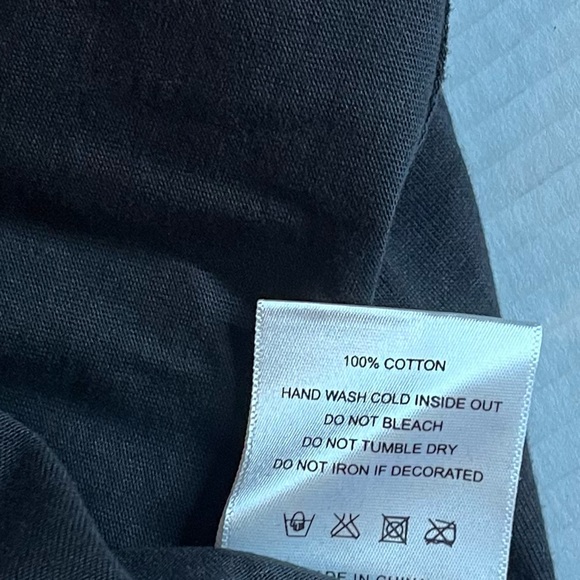 100% COTTON
HAND WASH COLD INSIDE OUT
DO NOT BLEACH
DO NOT TUMBLE DRY
DO NOT IRON IF DECORATED
IN